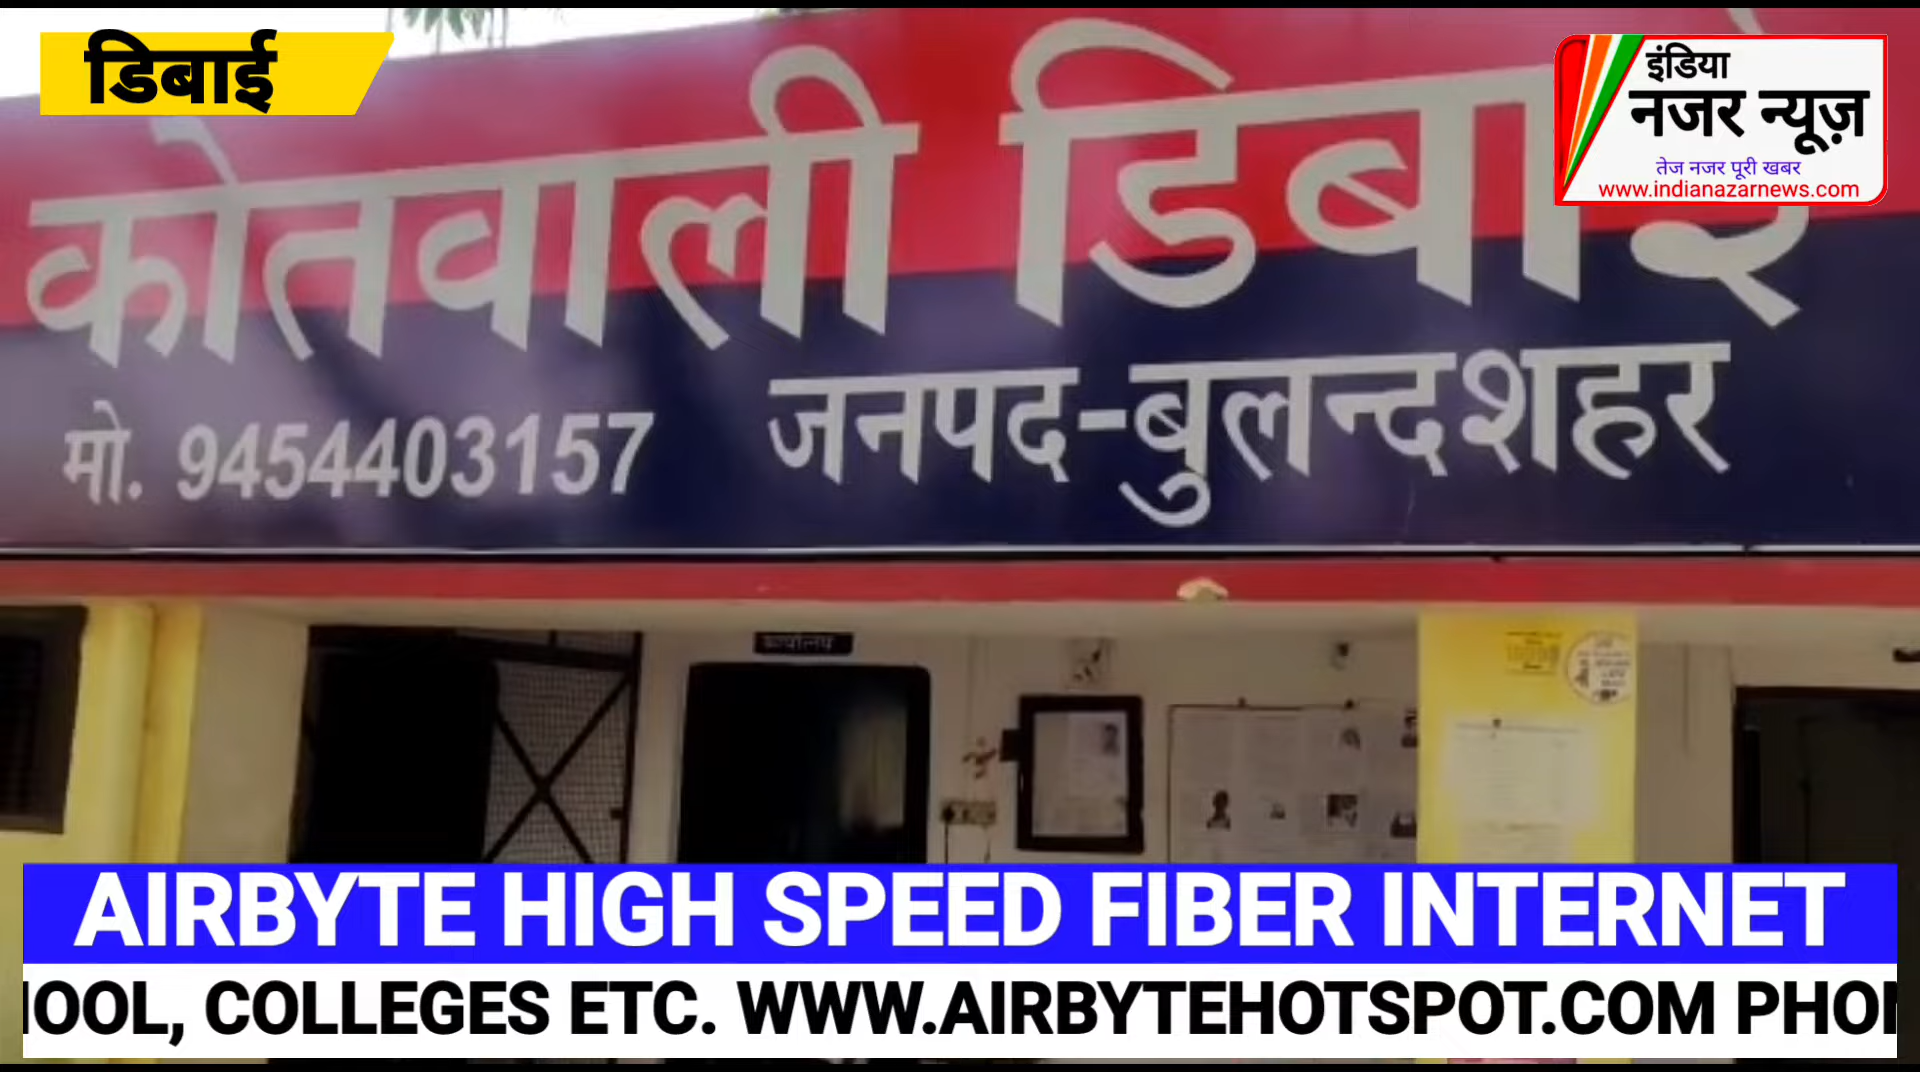 डिबाई
इंडिया
नजर न्यूज़
तेज नजर पूरी खबर
www.indianazarnews.com
कोतवाली डिबाई
मो. 9454403157 जनपद-बुलन्दशहर
कार्यालय
AIRBYTE HIGH SPEED FIBER INTERNET
COLLEGES ETC. WWW.AIRBYTEHOTSPOT.COM